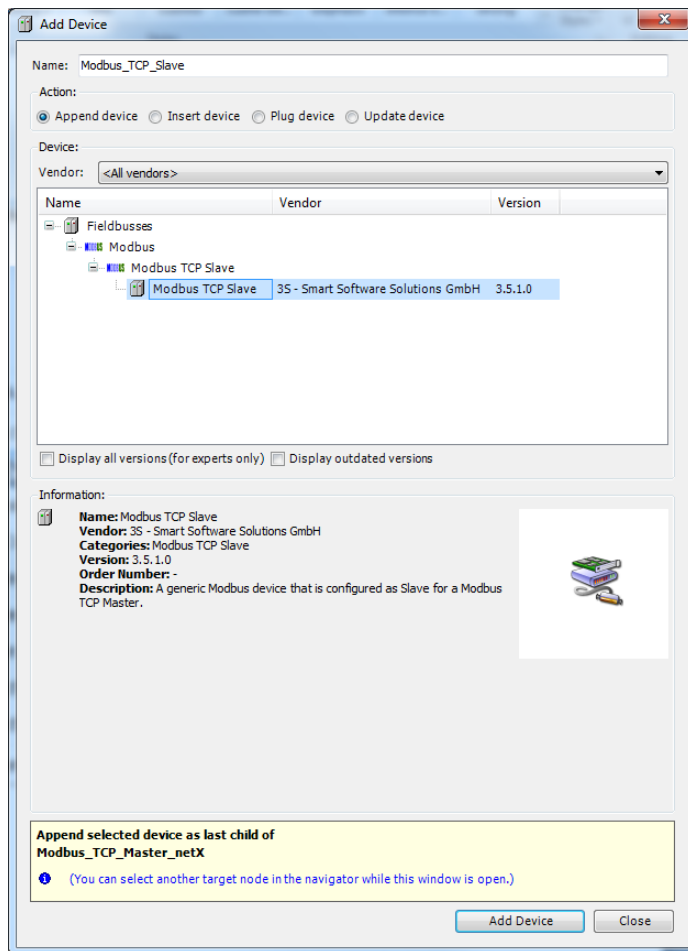 Add Device
Name: Modbus_TCP_Slave
Action:
Append device Insert device Plug device Update device
Device:
Vendor: <All vendors>
Name Vendor Version
Fieldbusses
Modbus
Modbus TCP Slave
Modbus TCP Slave 3S - Smart Software Solutions GmbH 3.5.1.0
Display all versions (for experts only) Display outdated versions
Information:
Name: Modbus TCP Slave
Vendor: 3S - Smart Software Solutions GmbH
Categories: Modbus TCP Slave
Version: 3.5.1.0
Order Number: -
Description: A generic Modbus device that is configured as Slave for a Modbus
TCP Master.
Append selected device as last child of
Modbus_TCP_Master_netX
(You can select another target node in the navigator while this window is open.)
Add Device Close